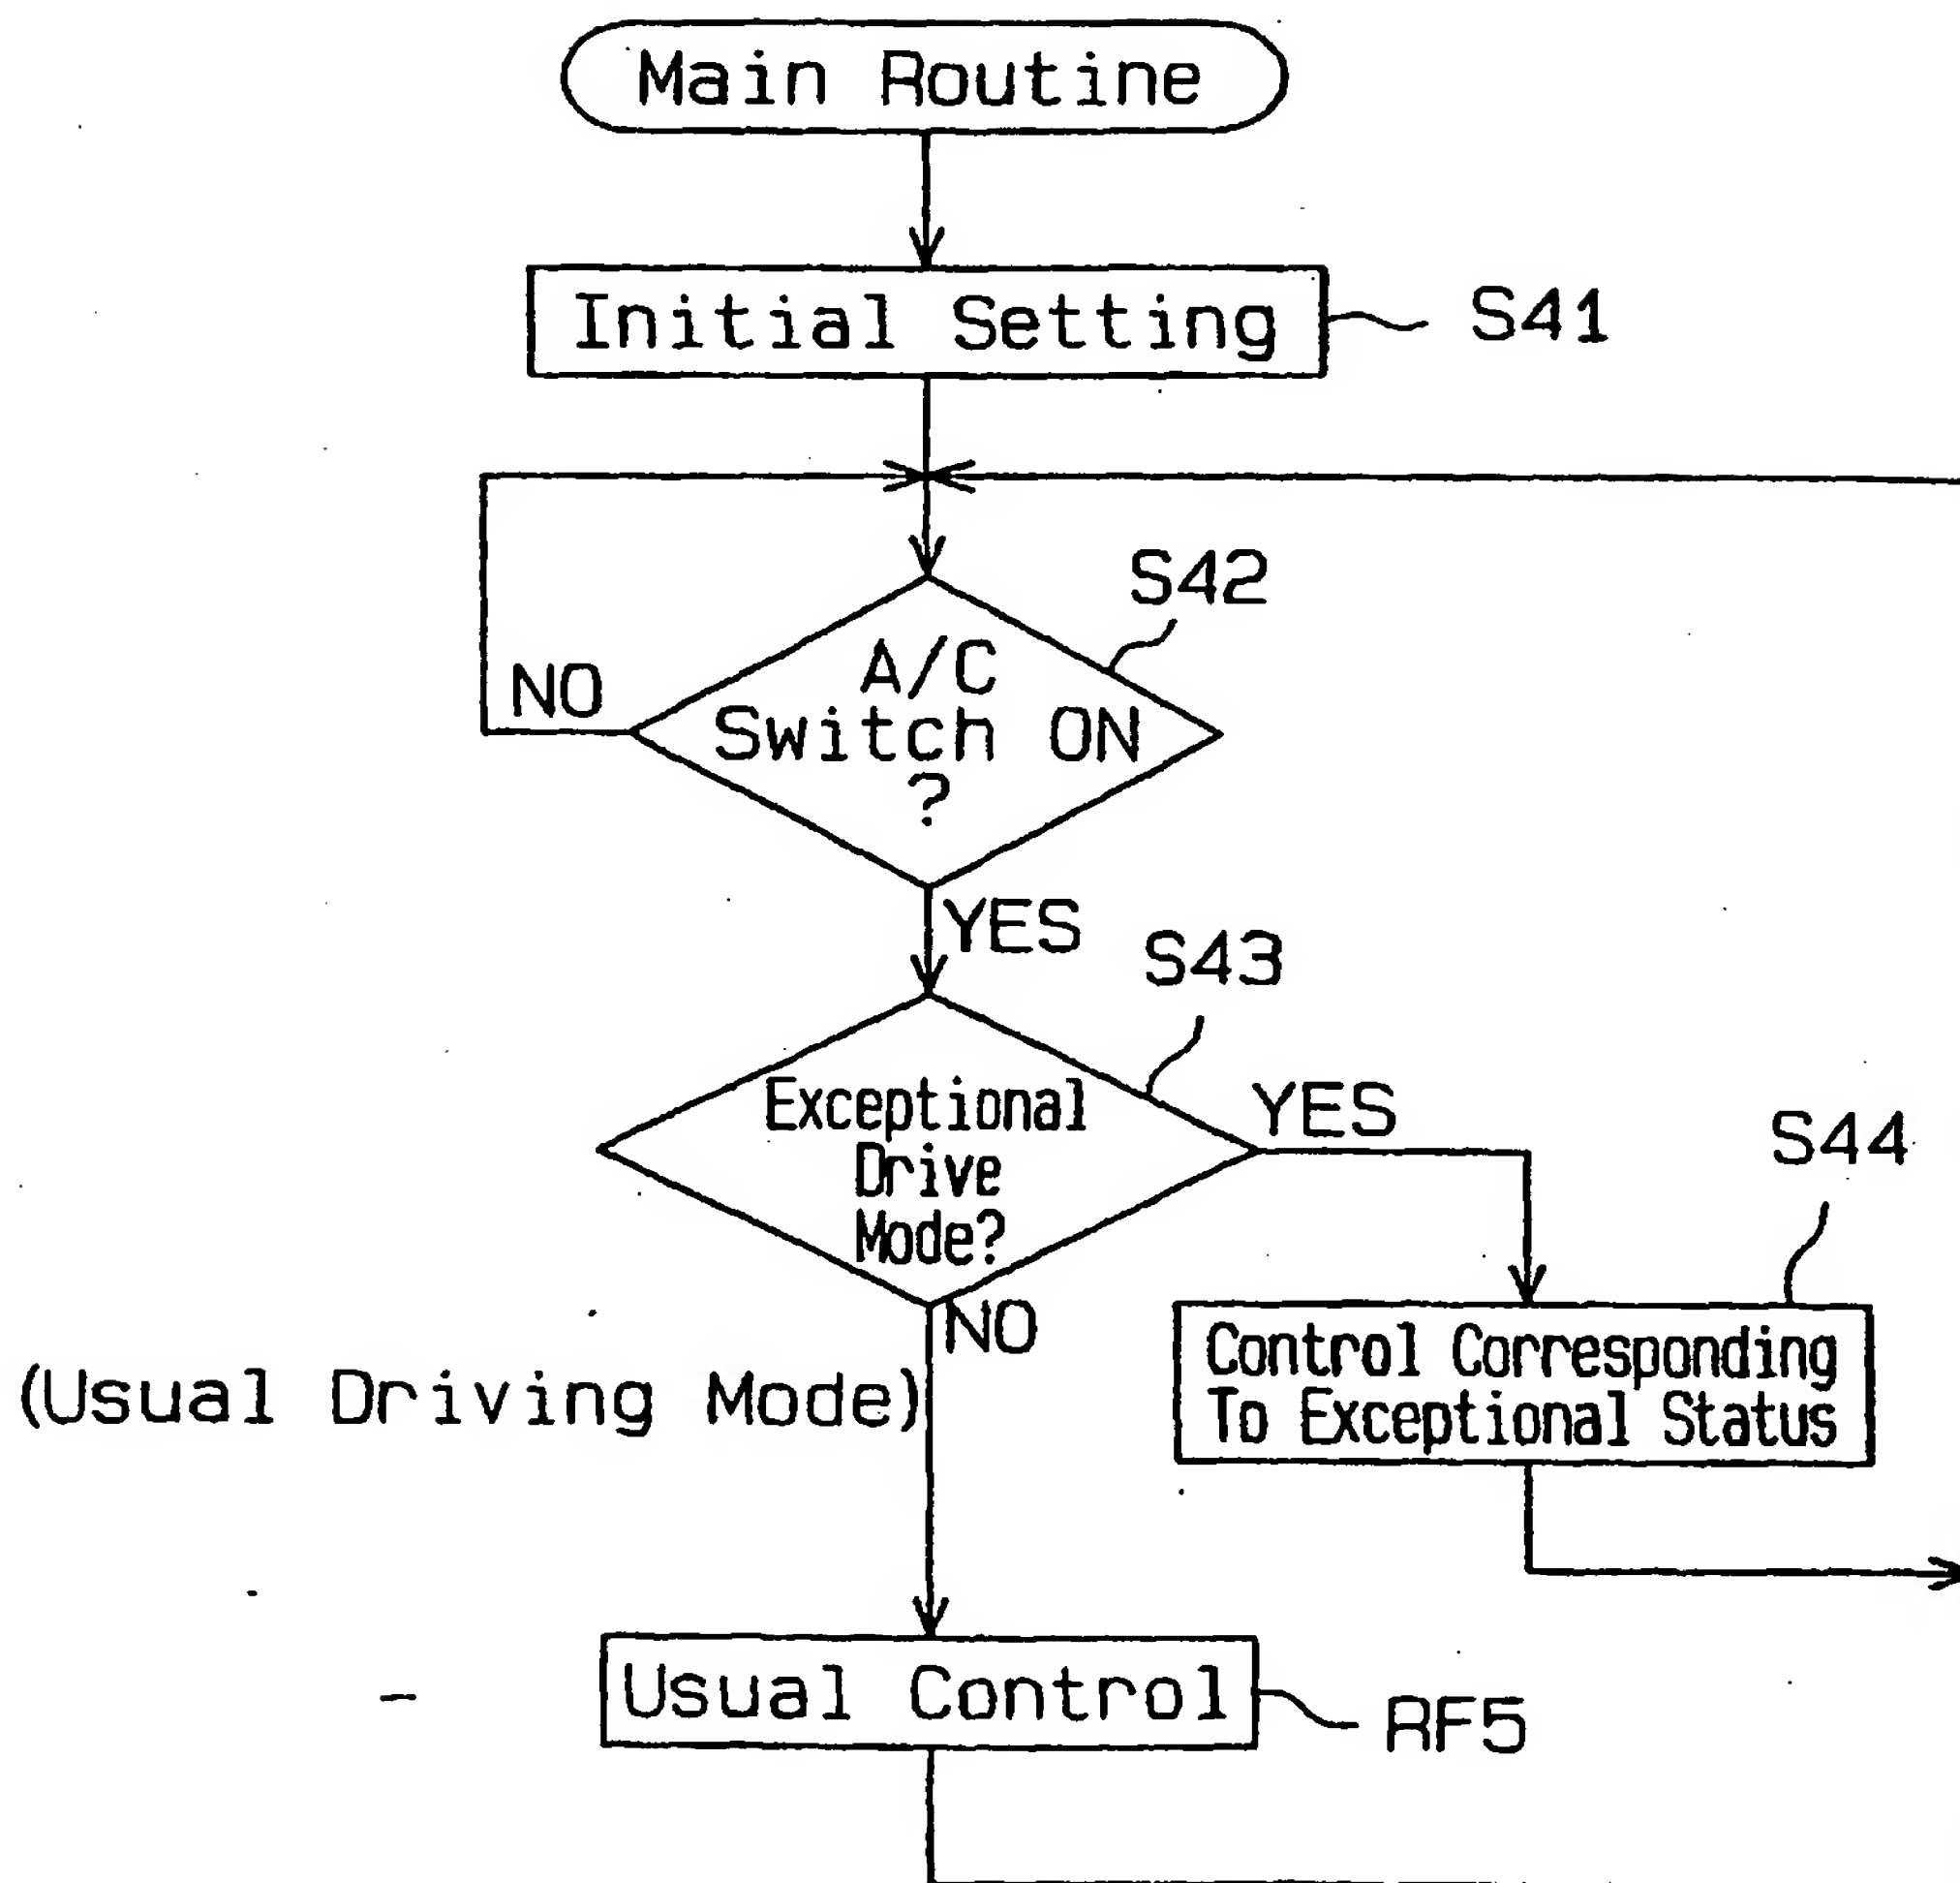 Main Routine
Initial Setting
S41
S42
A/C
Switch ON
?
NO
YES
S43
Exceptional
Drive
Mode?
YES
S44
NO
Control Corresponding
To Exceptional Status
(Usual Driving Mode)
Usual Control
RF5